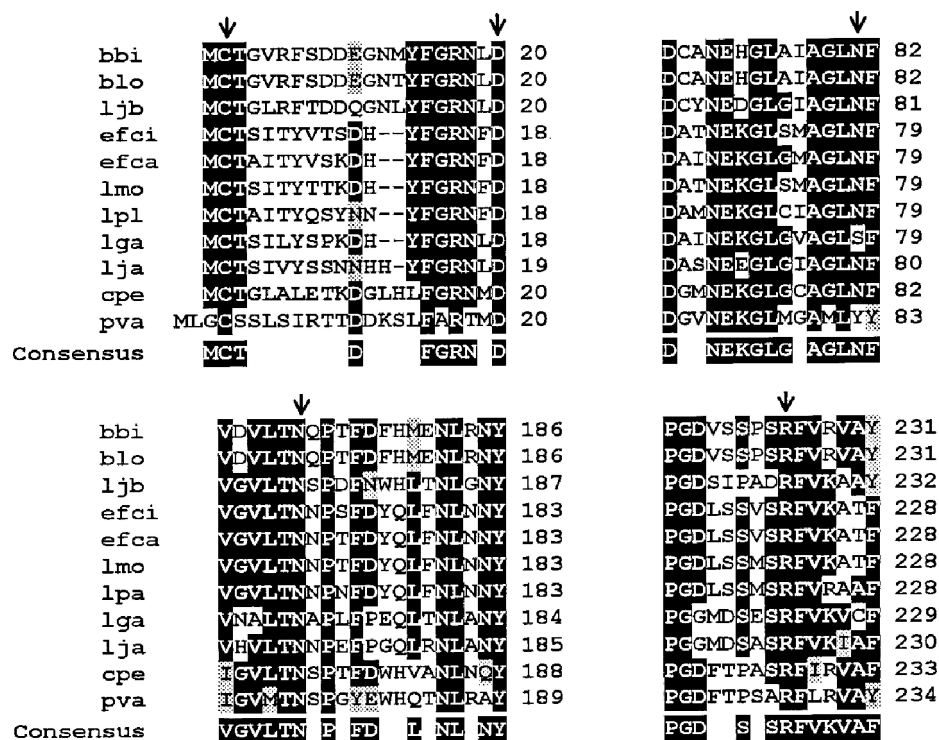 bbi MCTGVRFSDDEGNMYFGRNLD 20 DCANEHGLAIAGLNF 82
blo MCTGVRFSDDEGNTYFGRNLD 20 DCANEHGLAIAGLNF 82
ljb MCTGLRFTDDQGNLYFGRNLD 20 DCYNEDGLGIAGLNF 81
efci MCTSITYVTSDH--YFGRNFD 18 DATNEKGLSMAGLNF 79
efca MCTAITYVSKDH--YFGRNFD 18 DAINEKGLGMAGLNF 79
lmo MCTSITYTTKDH--YFGRNFD 18 DATNEKGLSMAGLNF 79
lpl MCTAITYQSYNN--YFGRNFD 18 DAMNEKGLCIAGLNF 79
lga MCTSILYSPKDH--YFGRNLD 18 DAINEKGLGVAGLSF 79
lja MCTSIVYSSNNHH-YFGRNLD 19 DASNEEGLGIAGLNF 80
cpe MCTGLALETKDGLHLFGRNMD 20 DGMNEKGLGCAGLNF 82
pva MLGCSSLSIRTTDDKSLFARTMD 20 DGVNEKGLMGAMLYY 83
Consensus MCT D FGRN D D NEKGLG AGLNF
bbi VDVLTNQPTFDFHMENLRNY 186 PGDVSSPSRFVRVAY 231
blo VDVLTNQPTFDFHMENLRNY 186 PGDVSSPSRFVRVAY 231
ljb VGVLTNSPDFNWHLTNLGNY 187 PGDSIPADRFVKAAY 232
efci VGVLTNNPSFDYQLFNLNNY 183 PGDLSSVSRFVKATF 228
efca VGVLTNNPTFDYQLFNLNNY 183 PGDLSSVSRFVKATF 228
lmo VGVLTNNPTFDYQLFNLNNY 183 PGDLSSMSRFVKATF 228
lpa VGVLTNNPNFDYQLFNLNNY 183 PGDLSSMSRFVRAAF 228
lga VNALTNAPLFPEQLTNLANY 184 PGGMDSESRFVKVCF 229
lja VHVLTNNPEFPGQLRNLANY 185 PGGMDSASRFVKIAF 230
cpe IGVLTNSPTFDWHVANLNQY 188 PGDFTPASRFIRVAF 233
pva IGVMTNSPGYEWHQTNLRAY 189 PGDFTPSARFLRVAY 234
Consensus VGVLTN P FD L NL NY PGD S SRFVKVAF